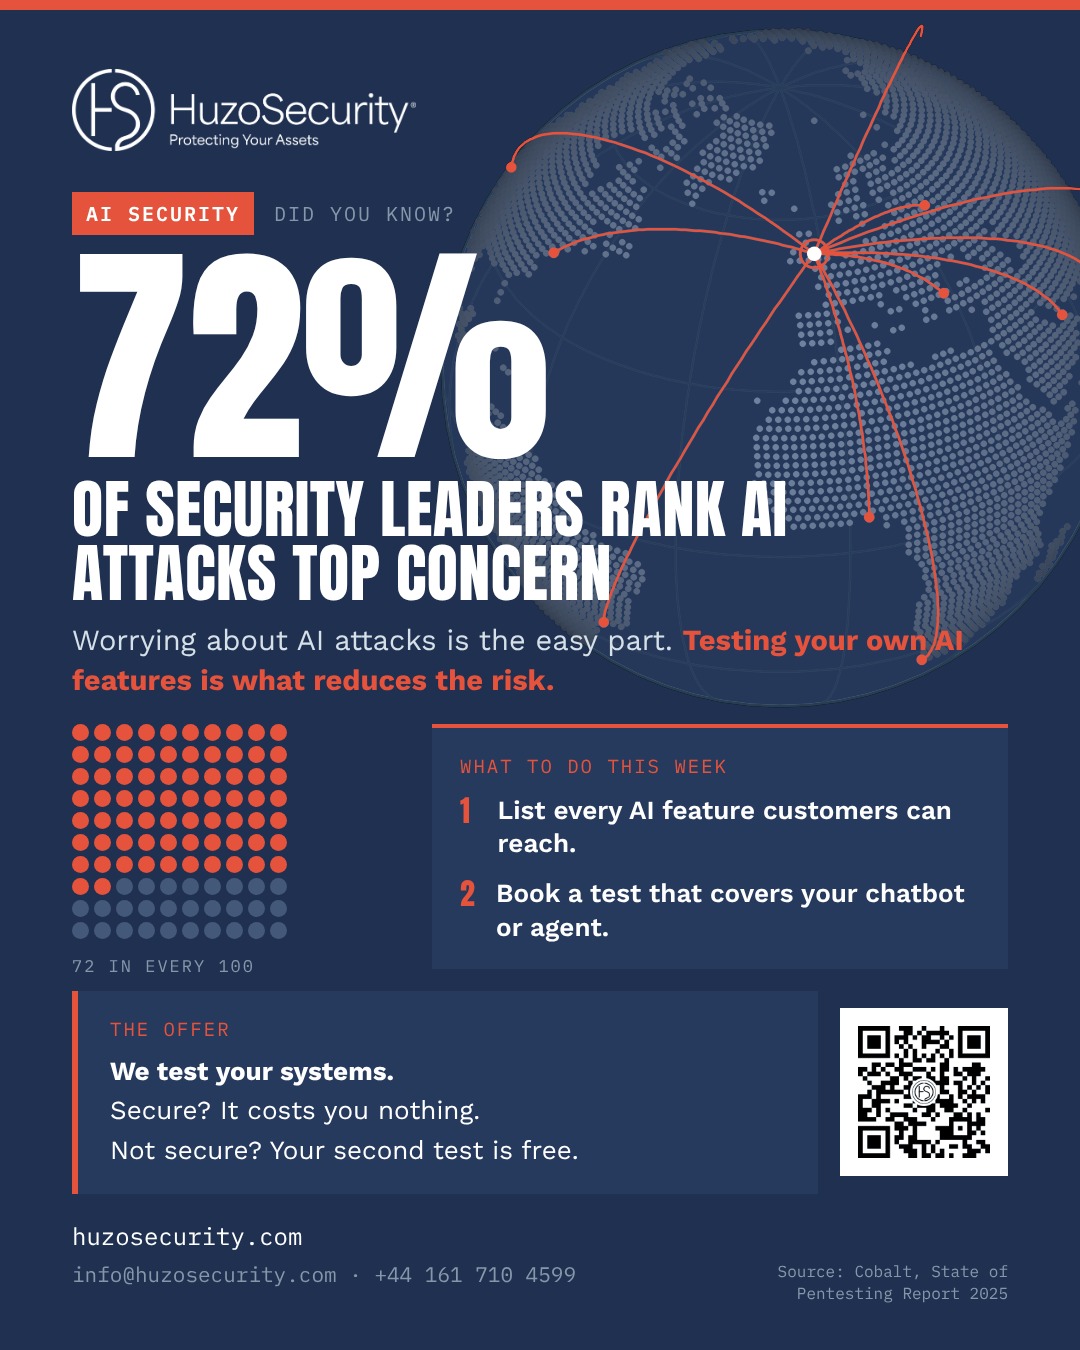 HS HuzoSecurity®
Protecting Your Assets
AI SECURITY DID YOU KNOW?
72%
OF SECURITY LEADERS RANK AI
ATTACKS TOP CONCERN
Worrying about AI attacks is the easy part. Testing your own AI
features is what reduces the risk.
72 IN EVERY 100
WHAT TO DO THIS WEEK
1 List every AI feature customers can
reach.
2 Book a test that covers your chatbot
or agent.
THE OFFER
We test your systems.
Secure? It costs you nothing.
Not secure? Your second test is free.
HS
huzosecurity.com
info@huzosecurity.com · +44 161 710 4599
Source: Cobalt, State of
Pentesting Report 2025